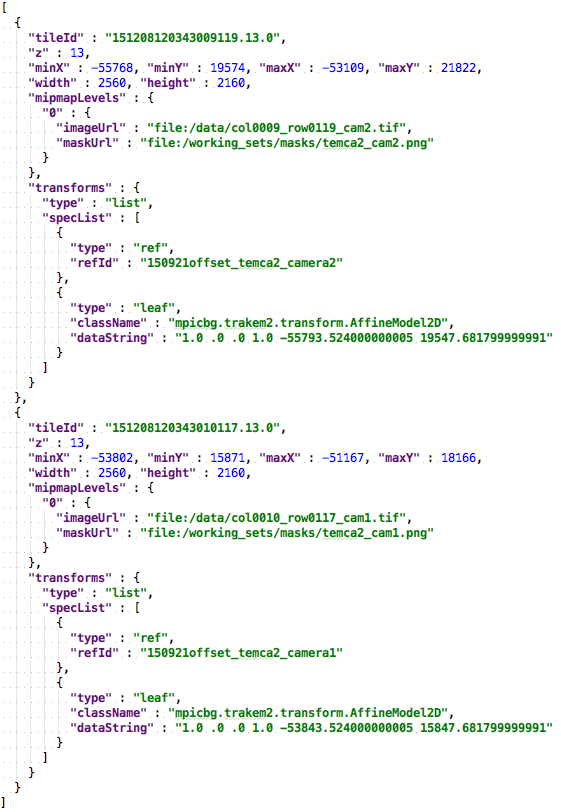 [
{
"tileId" : "151208120343009119.13.0",
"z" : 13,
"minX" : -55768, "minY" : 19574, "maxX" : -53109, "maxY" : 21822,
"width" : 2560, "height" : 2160,
"mipmapLevels" : {
"0" : {
"imageUrl" : "file:/data/col0009_row0119_cam2.tif",
"maskUrl" : "file:/working_sets/masks/temca2_cam2.png"
}
},
"transforms" : {
"type" : "list",
"specList" : [
{
"type" : "ref",
"refId" : "150921offset_temca2_camera2"
},
{
"type" : "leaf",
"className" : "mpicbg.trakem2.transform.AffineModel2D",
"dataString" : "1.0 .0 .0 1.0 -55793.524000000005 19547.681799999991"
}
]
}
},
{
"tileId" : "151208120343010117.13.0",
"z" : 13,
"minX" : -53802, "minY" : 15871, "maxX" : -51167, "maxY" : 18166,
"width" : 2560, "height" : 2160,
"mipmapLevels" : {
"0" : {
"imageUrl" : "file:/data/col0010_row0117_cam1.tif",
"maskUrl" : "file:/working_sets/masks/temca2_cam1.png"
}
},
"transforms" : {
"type" : "list",
"specList" : [
{
"type" : "ref",
"refId" : "150921offset_temca2_camera1"
},
{
"type" : "leaf",
"className" : "mpicbg.trakem2.transform.AffineModel2D",
"dataString" : "1.0 .0 .0 1.0 -53843.524000000005 15847.681799999991"
}
]
}
}
]